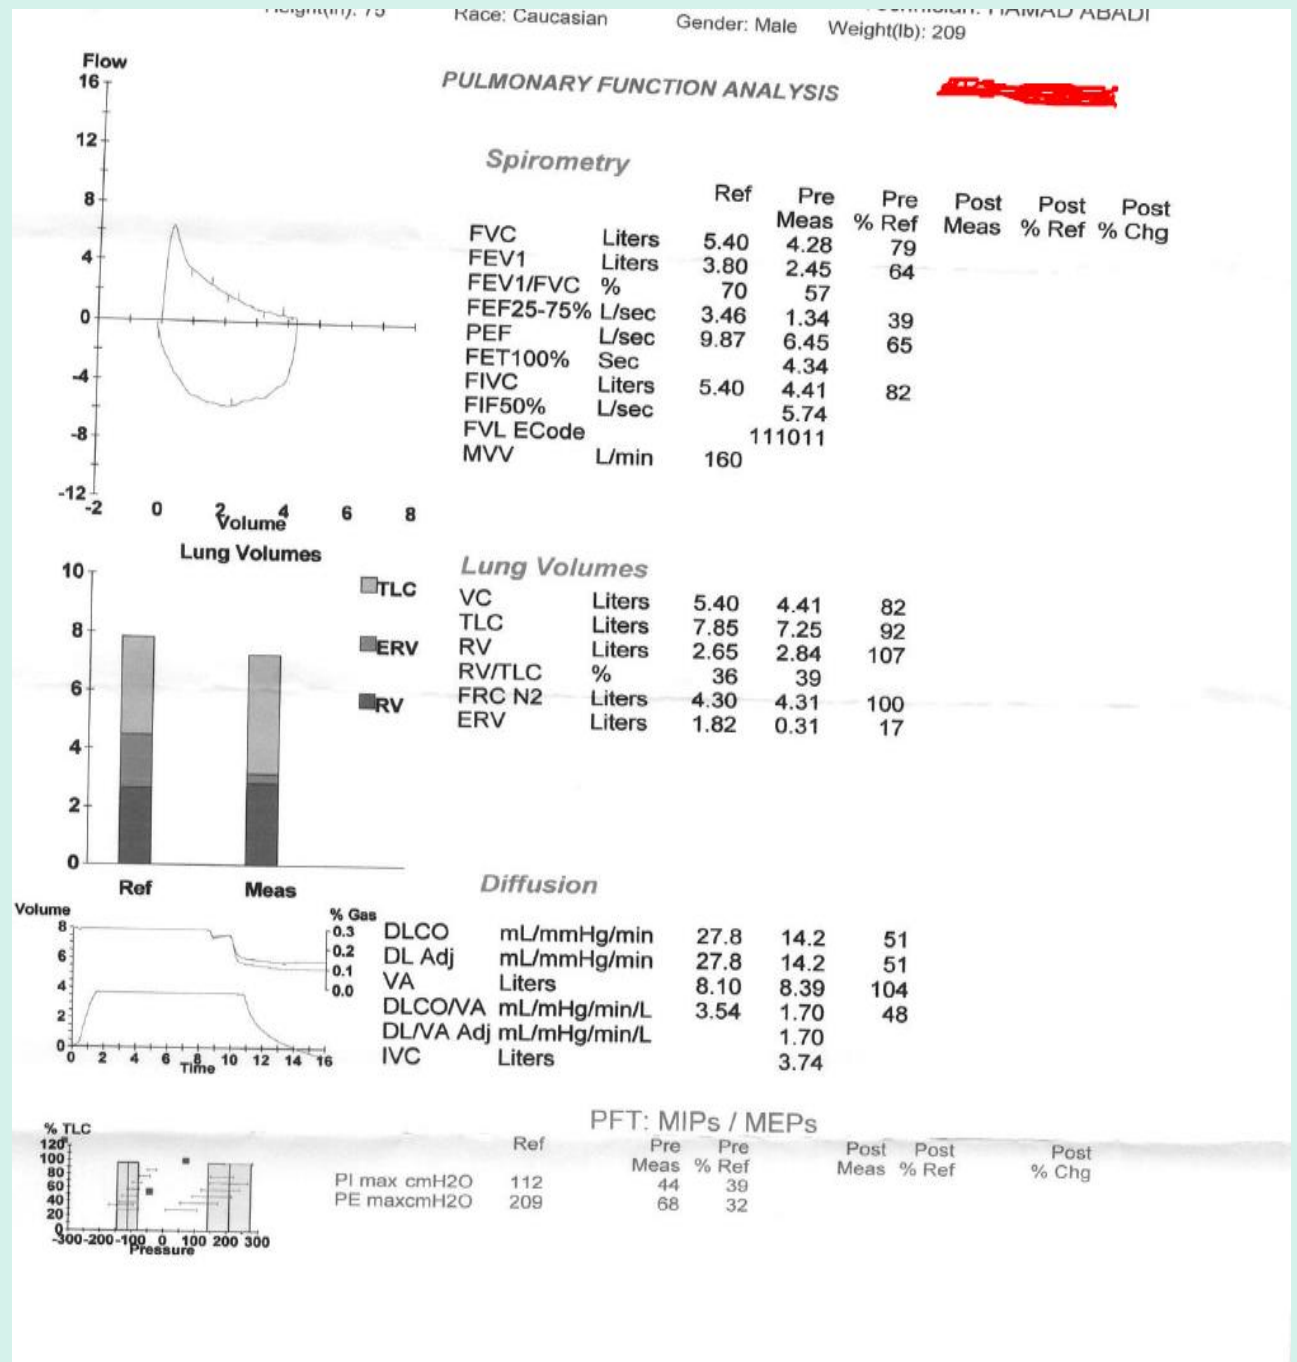 Height(in): 75 Race: Caucasian Gender: Male Weight(lb): 209 Technician: HAMAD ABADI
PULMONARY FUNCTION ANALYSIS
Flow
16
12
8
4
0
-4
-8
-12
-2 0 2 4 6 8
Volume
Spirometry
Ref Pre Meas Pre % Ref Post Meas Post % Ref Post % Chg
FVC Liters 5.40 4.28 79
FEV1 Liters 3.80 2.45 64
FEV1/FVC % 70 57
FEF25-75% L/sec 3.46 1.34 39
PEF L/sec 9.87 6.45 65
FET100% Sec 4.34
FIVC Liters 5.40 4.41 82
FIF50% L/sec 5.74
FVL ECode 111011
MVV L/min 160
Lung Volumes
10
8
6
4
2
0
Ref Meas
TLC
ERV
RV
Lung Volumes
VC Liters 5.40 4.41 82
TLC Liters 7.85 7.25 92
RV Liters 2.65 2.84 107
RV/TLC % 36 39
FRC N2 Liters 4.30 4.31 100
ERV Liters 1.82 0.31 17
Volume
8
6
4
2
0
0 2 4 6 8 10 12 14 16
Time
% Gas
0.3
0.2
0.1
0.0
Diffusion
DLCO mL/mmHg/min 27.8 14.2 51
DL Adj mL/mmHg/min 27.8 14.2 51
VA Liters 8.10 8.39 104
DLCO/VA mL/mHg/min/L 3.54 1.70 48
DL/VA Adj mL/mHg/min/L 1.70
IVC Liters 3.74
PFT: MIPs / MEPs
Ref Pre Meas Pre % Ref Post Meas Post % Ref Post % Chg
PI max cmH2O 112 44 39
PE maxcmH2O 209 68 32
% TLC
120
100
80
60
40
20
0
-300 -200 -100 0 100 200 300
Pressure